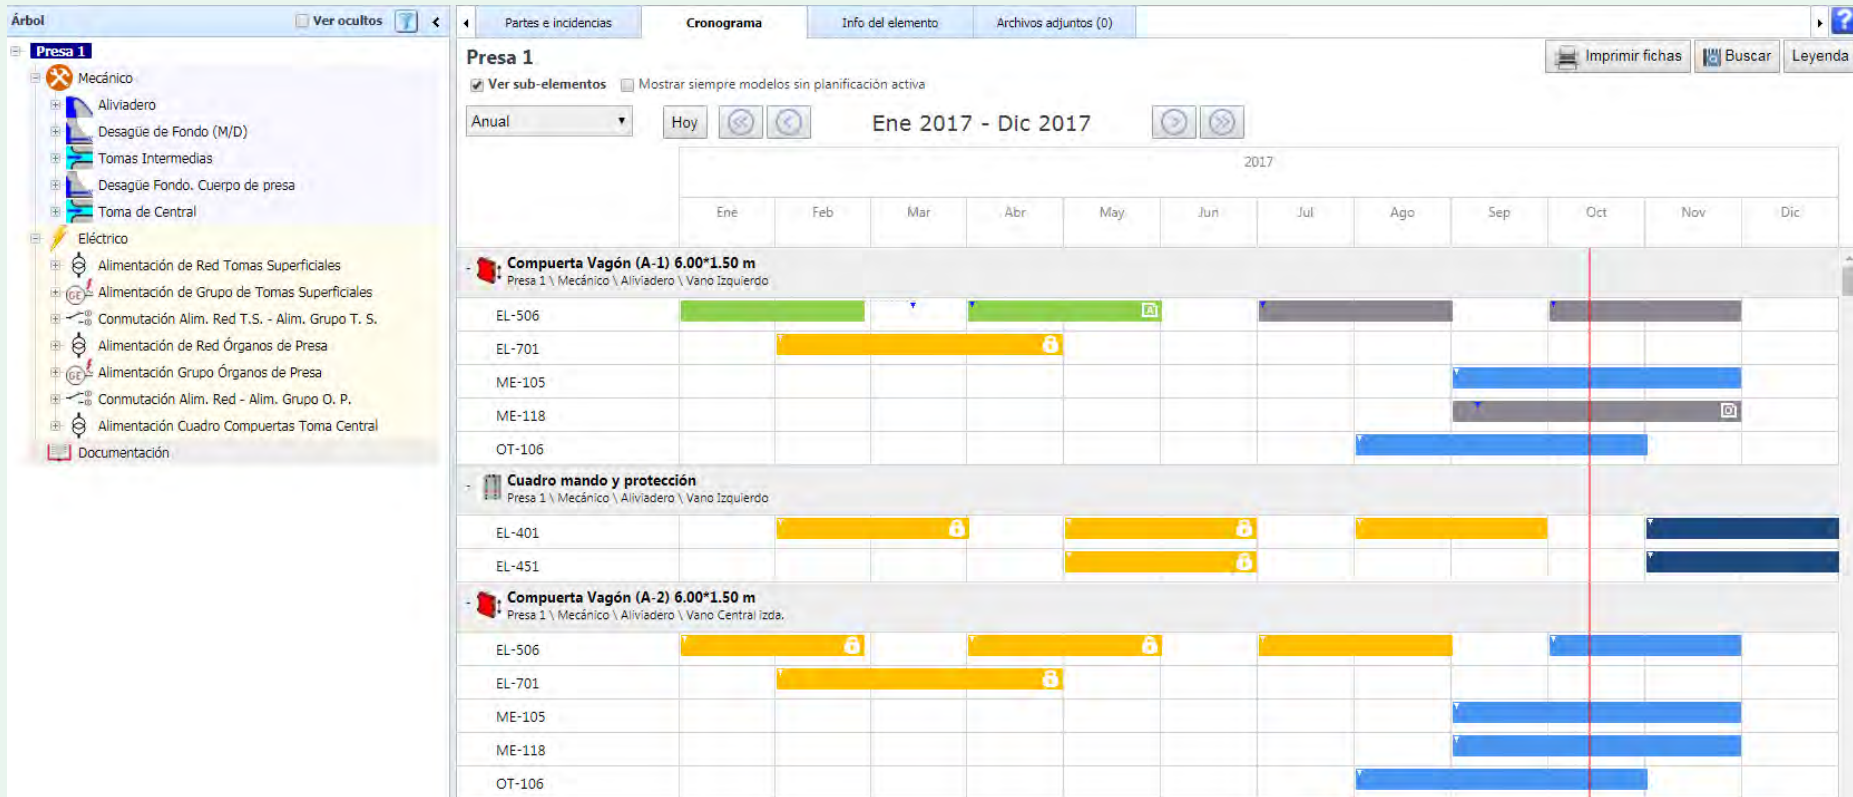 Árbol
Ver ocultos
Presa 1
Mecánico
Aliviadero
Desagüe de Fondo (M/D)
Tomas Intermedias
Desagüe Fondo. Cuerpo de presa
Toma de Central
Eléctrico
Alimentación de Red Tomas Superficiales
Alimentación de Grupo de Tomas Superficiales
Conmutación Alim. Red T.S. - Alim. Grupo T. S.
Alimentación de Red Órganos de Presa
Alimentación Grupo Órganos de Presa
Conmutación Alim. Red - Alim. Grupo O. P.
Alimentación Cuadro Compuertas Toma Central
Documentación
Partes e incidencias Cronograma Info del elemento Archivos adjuntos (0)
Presa 1
Imprimir fichas Buscar Leyenda
Ver sub-elementos Mostrar siempre modelos sin planificación activa
Anual Hoy Ene 2017 - Dic 2017
2017
Ene Feb Mar Abr May Jun Jul Ago Sep Oct Nov Dic
Compuerta Vagón (A-1) 6.00*1.50 m
Presa 1 \ Mecánico \ Aliviadero \ Vano Izquierdo
EL-506
EL-701
ME-105
ME-118
OT-106
Cuadro mando y protección
Presa 1 \ Mecánico \ Aliviadero \ Vano Izquierdo
EL-401
EL-451
Compuerta Vagón (A-2) 6.00*1.50 m
Presa 1 \ Mecánico \ Aliviadero \ Vano Central izda.
EL-506
EL-701
ME-105
ME-118
OT-106